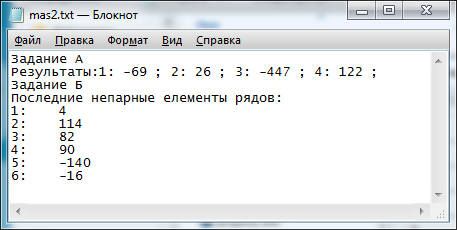 mas2.txt — Блокнот
Файл Правка Формат Вид Справка
Задание А
Результаты:1: -69 ; 2: 26 ; 3: -447 ; 4: 122 ;
Задание Б
Последние непарные елементы рядов:
1: 4
2: 114
3: 82
4: 90
5: -140
6: -16